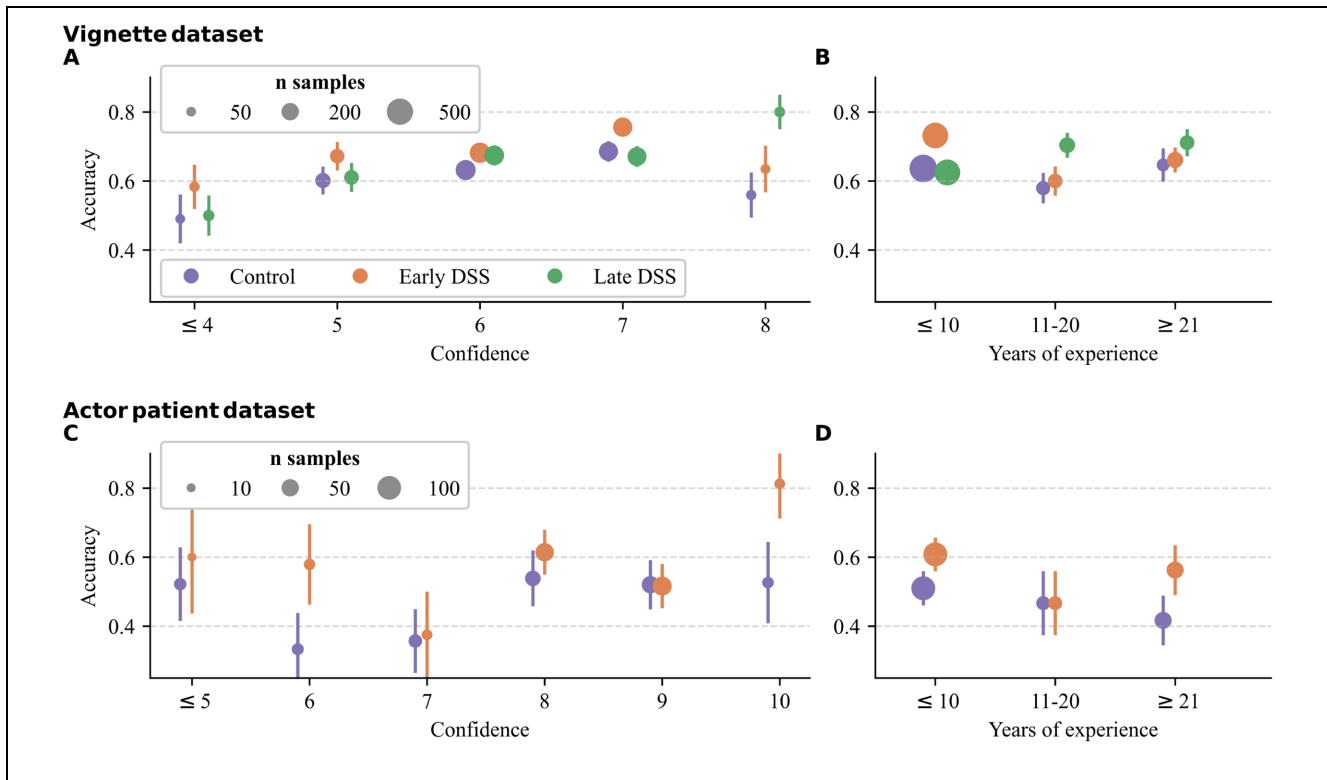 Vignette dataset
A
n samples
50 200 500
0.8
0.6
0.4
Accuracy
Control Early DSS Late DSS
≤ 4 5 6 7 8
Confidence
B
0.8
0.6
0.4
≤ 10 11-20 ≥ 21
Years of experience
Actor patient dataset
C
n samples
10 50 100
0.8
0.6
0.4
Accuracy
≤ 5 6 7 8 9 10
Confidence
D
0.8
0.6
0.4
≤ 10 11-20 ≥ 21
Years of experience